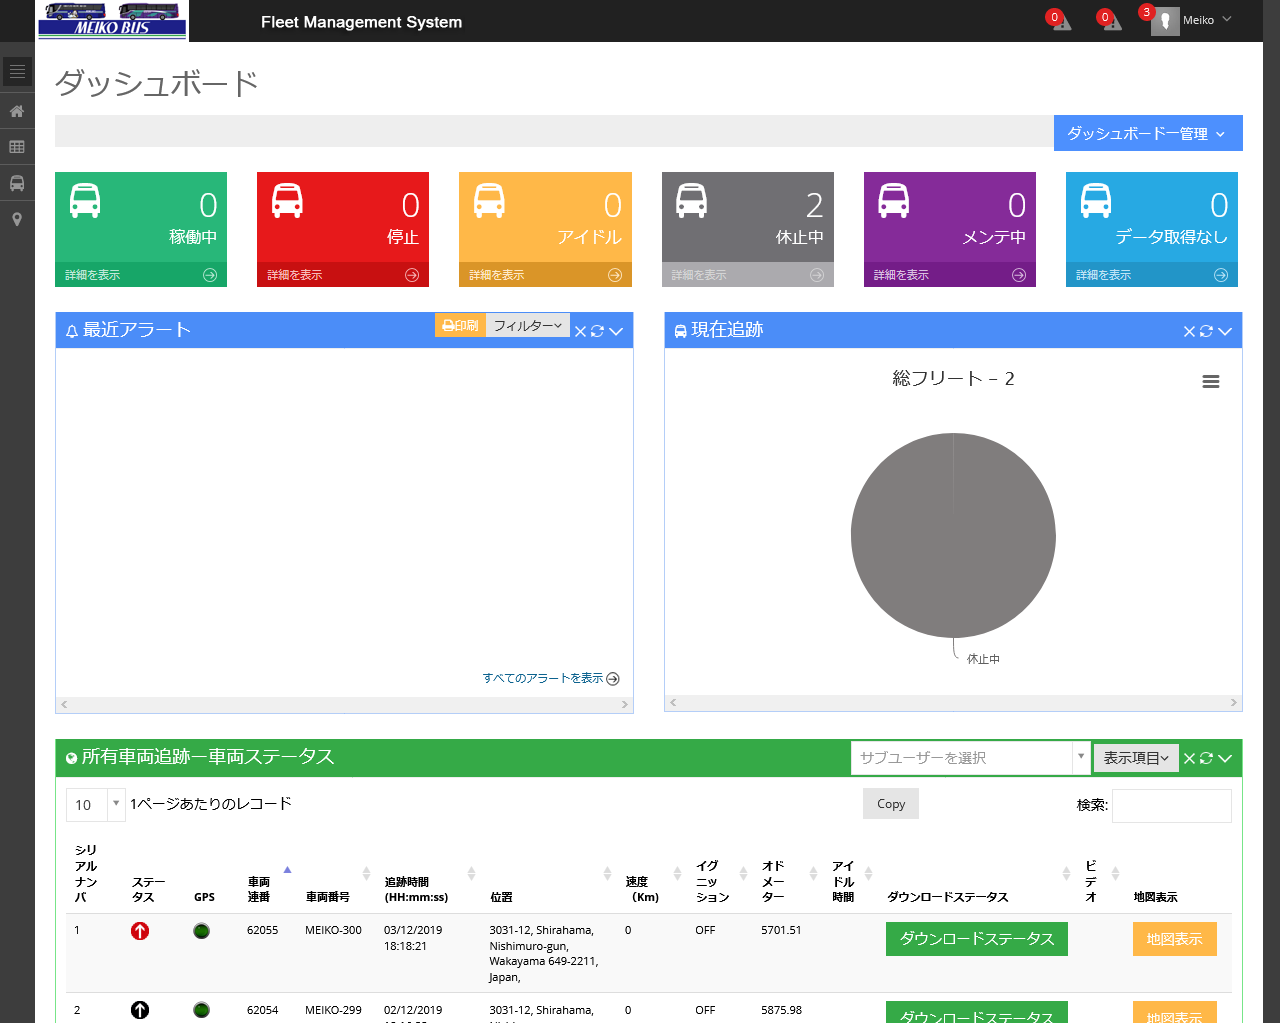 MEIKO BUS
Fleet Management System
0
0
3
Meiko
ダッシュボード
ダッシュボードー管理
0
稼働中
詳細を表示
0
停止
詳細を表示
0
アイドル
詳細を表示
2
休止中
詳細を表示
0
メンテ中
詳細を表示
0
データ取得なし
詳細を表示
最近アラート
印刷
フィルター
すべてのアラートを表示
現在追跡
総フリート – 2
休止中
所有車両追跡ー車両ステータス
サブユーザーを選択
表示項目
10
1ページあたりのレコード
Copy
検索:
シリアルナンバ ステータス GPS 車両連番 車両番号 追跡時間 (HH:mm:ss) 位置 速度 (Km) イグニッション オドメーター アイドル時間 ダウンロードステータス ビデオ 地図表示
1 62055 MEIKO-300 03/12/2019 3031-12, Shirahama, 0 OFF 5701.51 ダウンロードステータス 地図表示
18:18:21 Nishimuro-gun,
Wakayama 649-2211,
Japan,
2 62054 MEIKO-299 02/12/2019 3031-12, Shirahama, 0 OFF 5875.98 ダウンロードステータス 地図表示